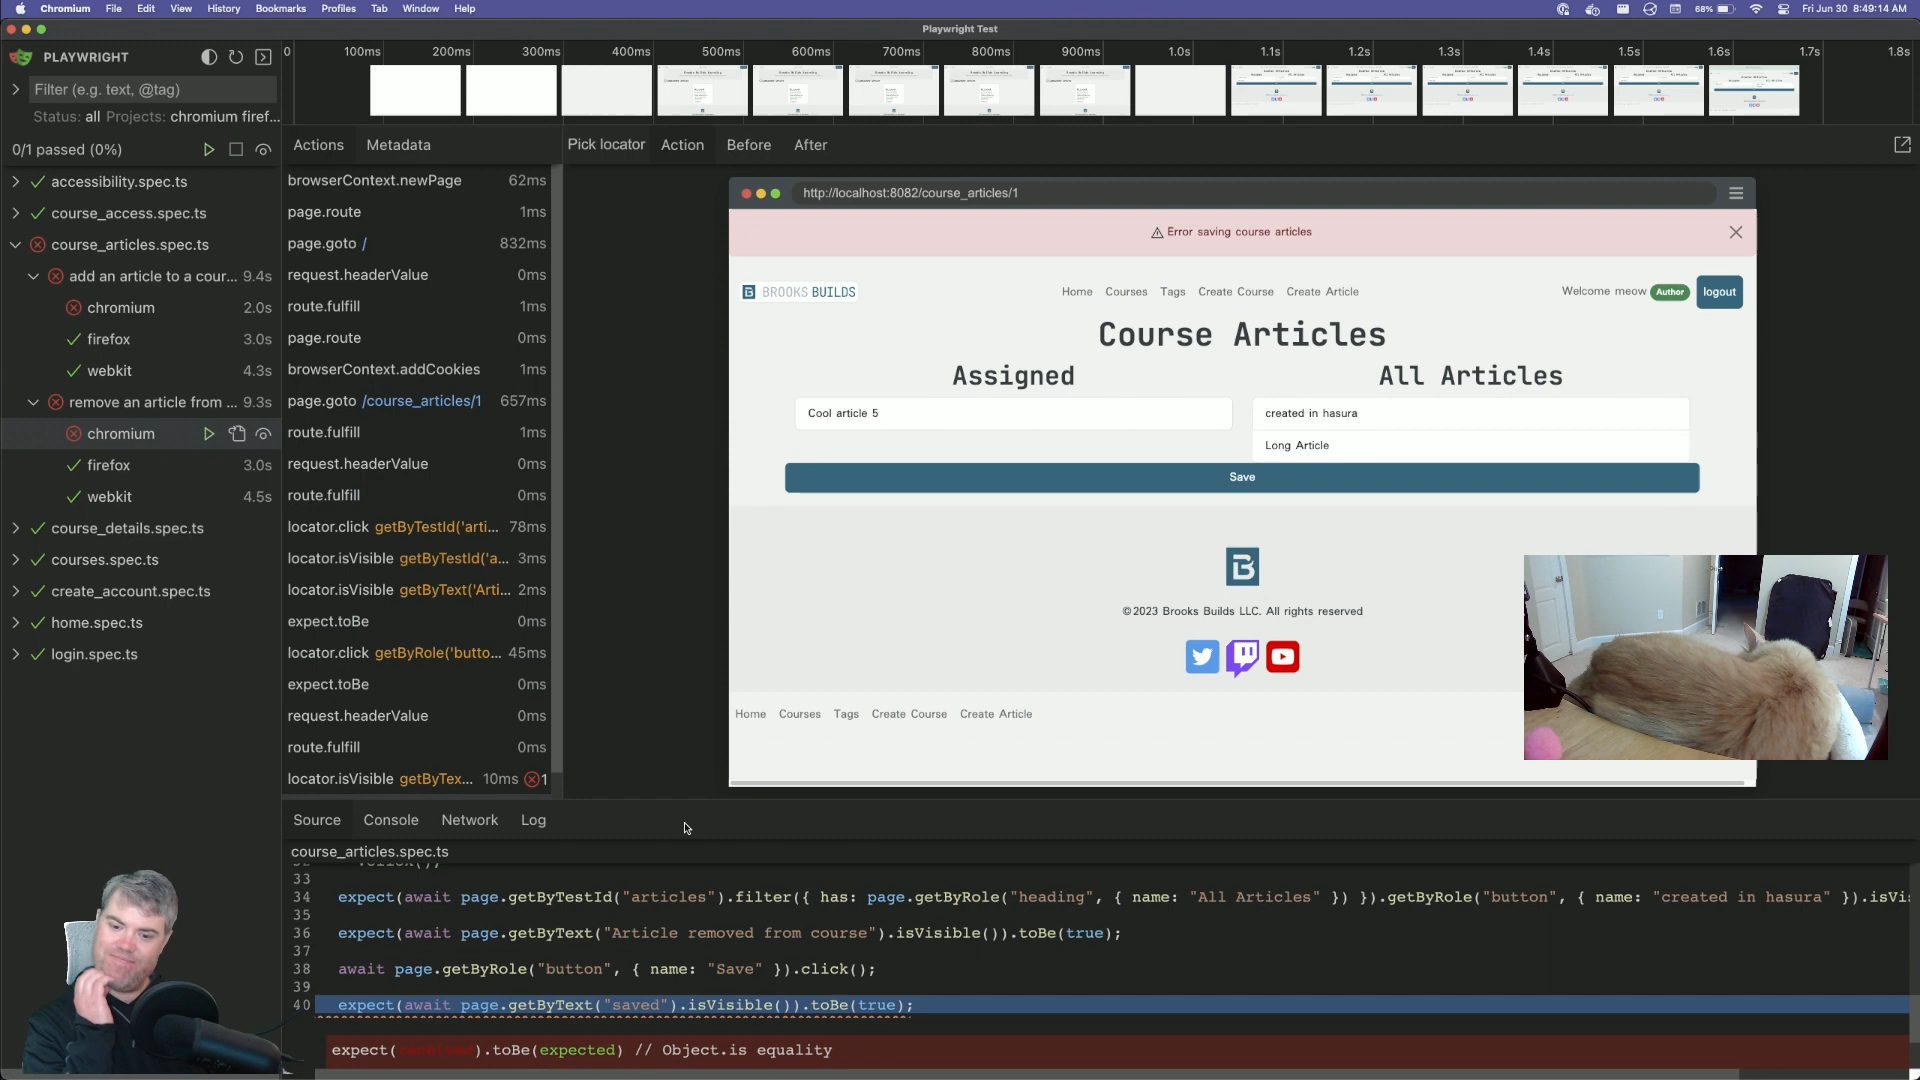 Chromium File Edit View History Bookmarks Profiles Tab Window Help 68% Fri Jun 30 8:49:14 AM
Playwright Test
PLAYWRIGHT
Filter (e.g. text, @tag)
Status: all Projects: chromium firef...
0/1 passed (0%)
accessibility.spec.ts
course_access.spec.ts
course_articles.spec.ts
add an article to a cour... 9.4s
chromium 2.0s
firefox 3.0s
webkit 4.3s
remove an article from ... 9.3s
chromium
firefox 3.0s
webkit 4.5s
course_details.spec.ts
courses.spec.ts
create_account.spec.ts
home.spec.ts
login.spec.ts
0 100ms 200ms 300ms 400ms 500ms 600ms 700ms 800ms 900ms 1.0s 1.1s 1.2s 1.3s 1.4s 1.5s 1.6s 1.7s 1.8s
Actions Metadata
browserContext.newPage 62ms
page.route 1ms
page.goto / 832ms
request.headerValue 0ms
route.fulfill 1ms
page.route 0ms
browserContext.addCookies 1ms
page.goto /course_articles/1 657ms
route.fulfill 1ms
request.headerValue 0ms
route.fulfill 0ms
locator.click getByTestId('arti... 78ms
locator.isVisible getByTestId('a... 3ms
locator.isVisible getByText('Arti... 2ms
expect.toBe 0ms
locator.click getByRole('butto... 45ms
expect.toBe 0ms
request.headerValue 0ms
route.fulfill 0ms
locator.isVisible getByTex... 10ms 1
Pick locator Action Before After
http://localhost:8082/course_articles/1
Error saving course articles
BROOKS BUILDS Home Courses Tags Create Course Create Article Welcome meow Author logout
Course Articles
Assigned
Cool article 5
All Articles
created in hasura
Long Article
Save
B
©2023 Brooks Builds LLC. All rights reserved
Home Courses Tags Create Course Create Article
Source Console Network Log
course_articles.spec.ts
33
34 expect(await page.getByTestId("articles").filter({ has: page.getByRole("heading", { name: "All Articles" }) }).getByRole("button", { name: "created in hasura" }).isVi
35
36 expect(await page.getByText("Article removed from course").isVisible()).toBe(true);
37
38 await page.getByRole("button", { name: "Save" }).click();
39
40 expect(await page.getByText("saved").isVisible()).toBe(true);
expect(received).toBe(expected) // Object.is equality